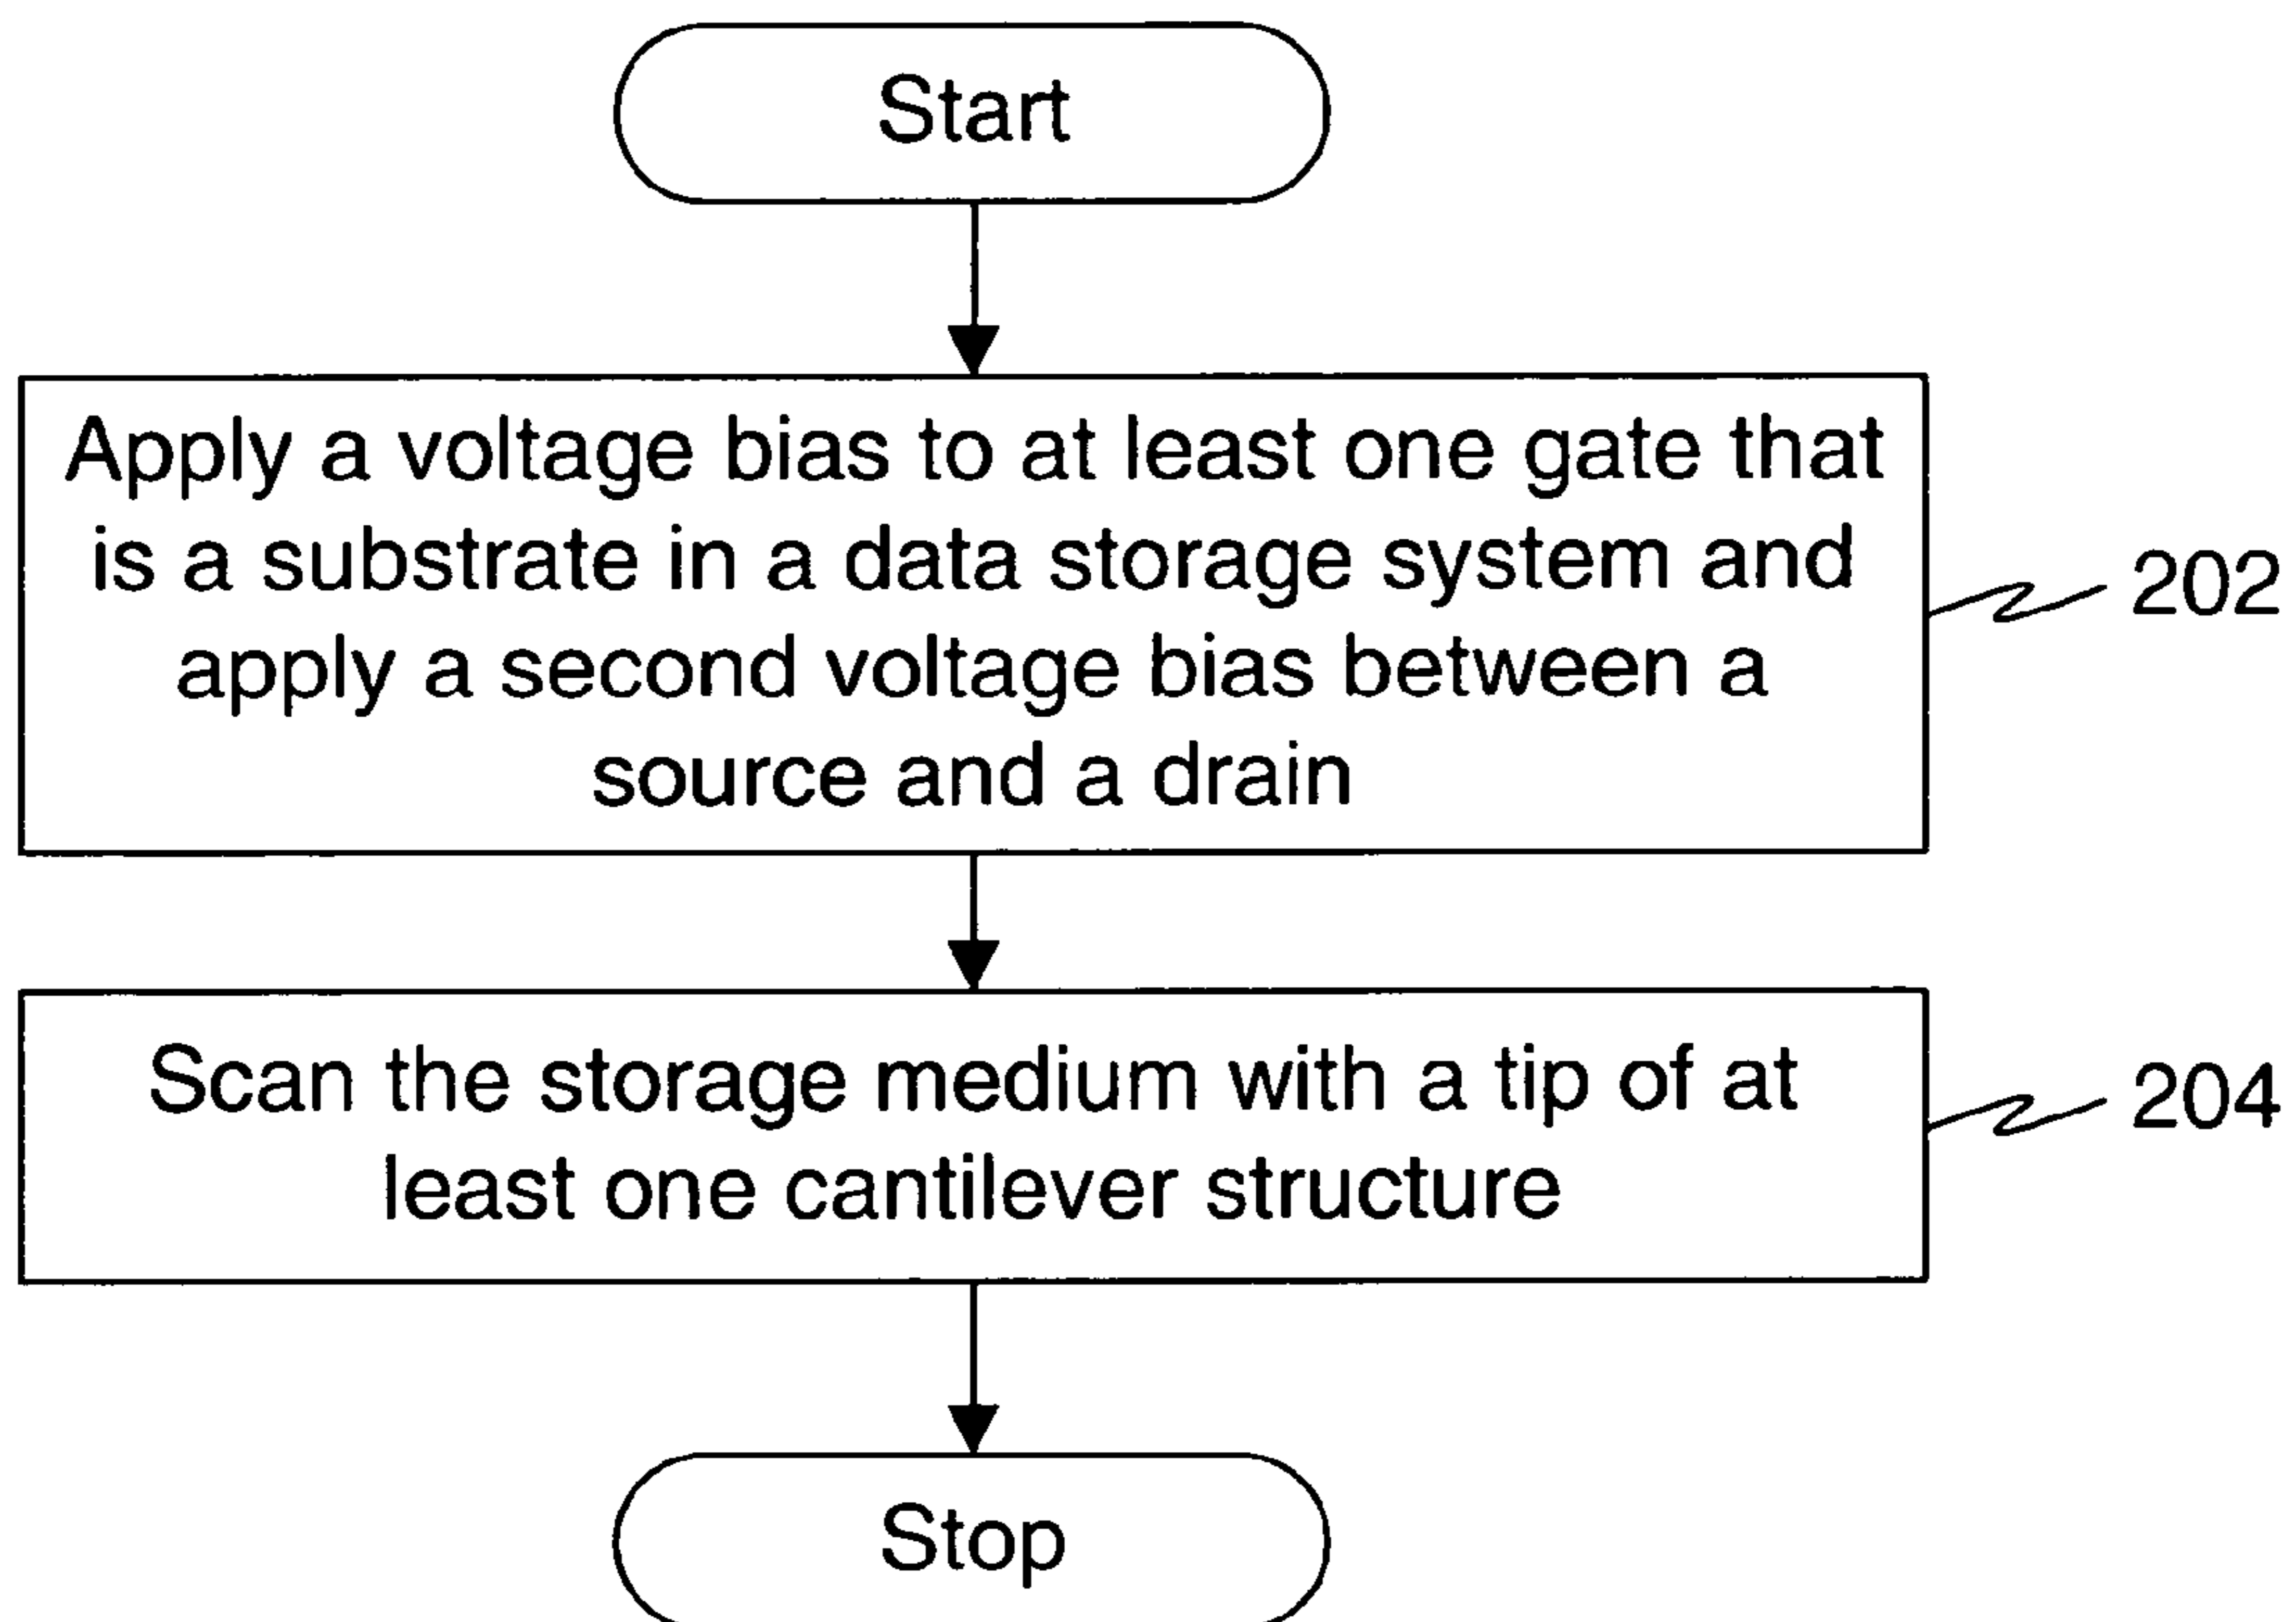 Start
Apply a voltage bias to at least one gate that
is a substrate in a data storage system and
apply a second voltage bias between a
source and a drain
202
Scan the storage medium with a tip of at
least one cantilever structure
204
Stop